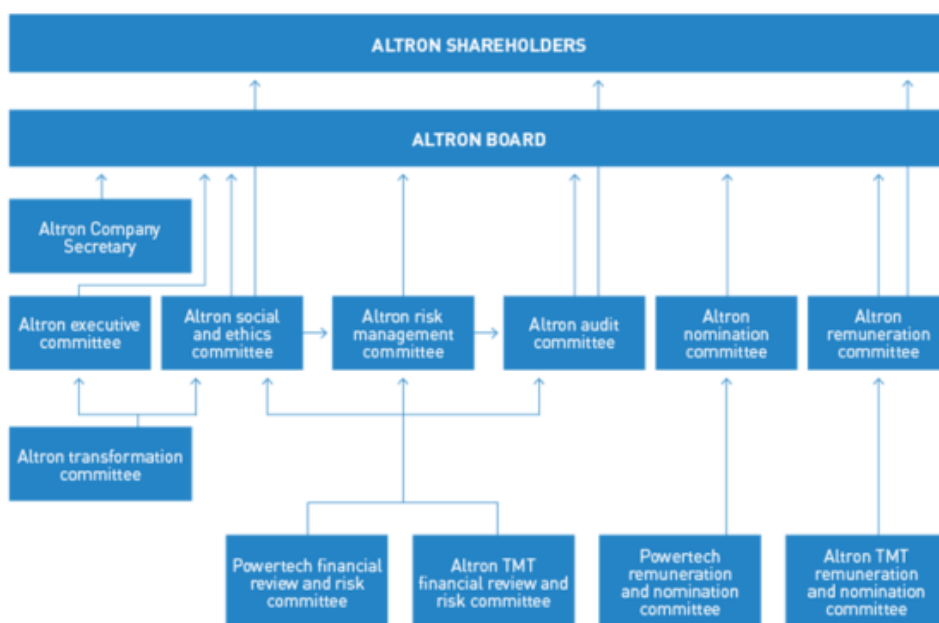 ALTRON SHAREHOLDERS
ALTRON BOARD
Altron Company
Secretary
Altron executive
committee
Altron social
and ethics
committee
Altron risk
management
committee
Altron audit
committee
Altron
nomination
committee
Altron
remuneration
committee
Altron transformation
committee
Powertech financial
review and risk
committee
Altron TMT
financial review and
risk committee
Powertech
remuneration
and nomination
committee
Altron TMT
remuneration
and nomination
committee